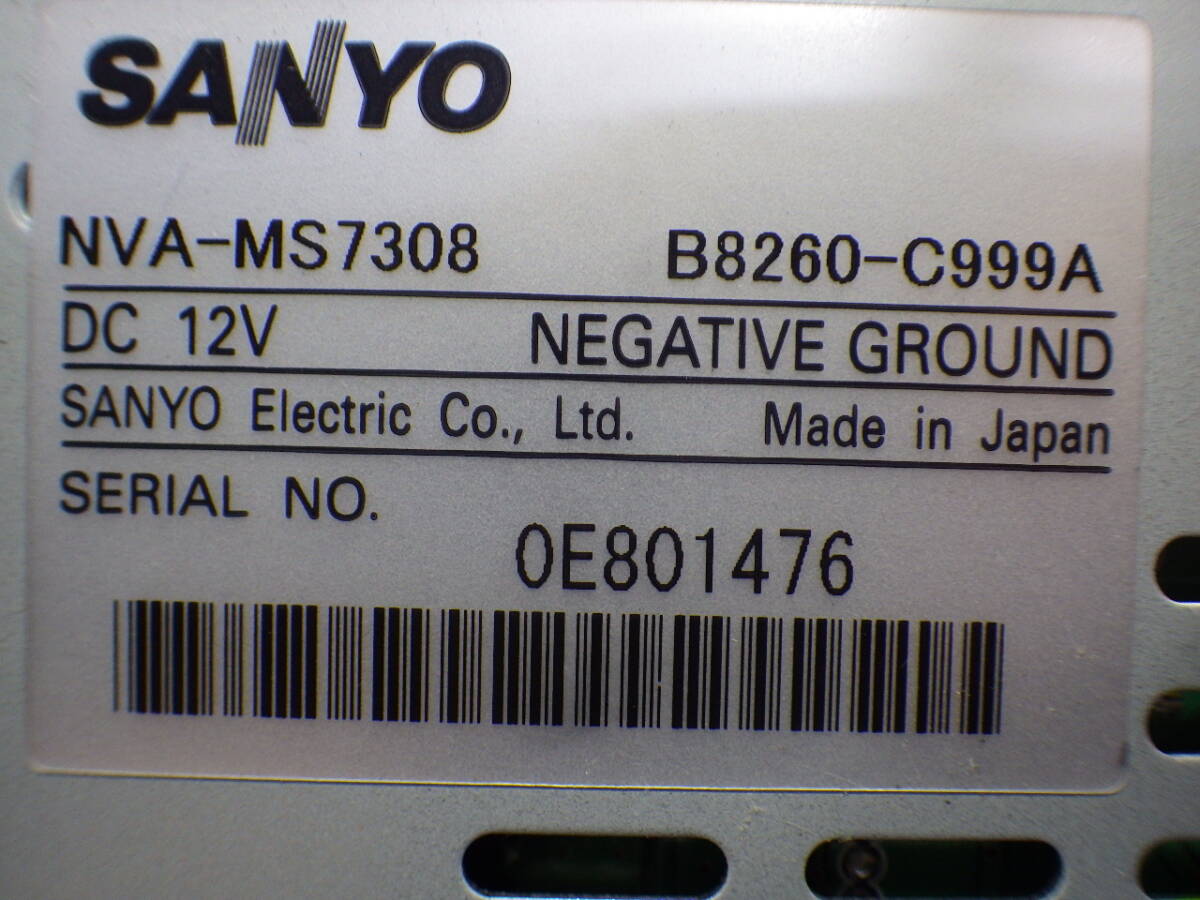 SANYO
NVA-MS7308 B8260-C999A
DC 12V NEGATIVE GROUND
SANYO Electric Co., Ltd. Made in Japan
SERIAL NO.
0E801476